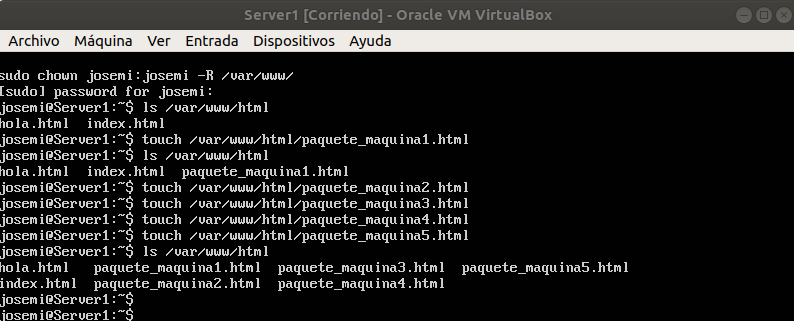 Server1 [Corriendo] - Oracle VM VirtualBox
Archivo Máquina Ver Entrada Dispositivos Ayuda
sudo chown josemi:josemi -R /var/www/
[sudo] password for josemi:
josemi@Server1:~$ ls /var/www/html
hola.html  index.html
josemi@Server1:~$ touch /var/www/html/paquete_maquina1.html
josemi@Server1:~$ ls /var/www/html
hola.html  index.html  paquete_maquina1.html
josemi@Server1:~$ touch /var/www/html/paquete_maquina2.html
josemi@Server1:~$ touch /var/www/html/paquete_maquina3.html
josemi@Server1:~$ touch /var/www/html/paquete_maquina4.html
josemi@Server1:~$ touch /var/www/html/paquete_maquina5.html
josemi@Server1:~$ ls /var/www/html
hola.html   paquete_maquina1.html  paquete_maquina3.html  paquete_maquina5.html
index.html  paquete_maquina2.html  paquete_maquina4.html
josemi@Server1:~$
josemi@Server1:~$